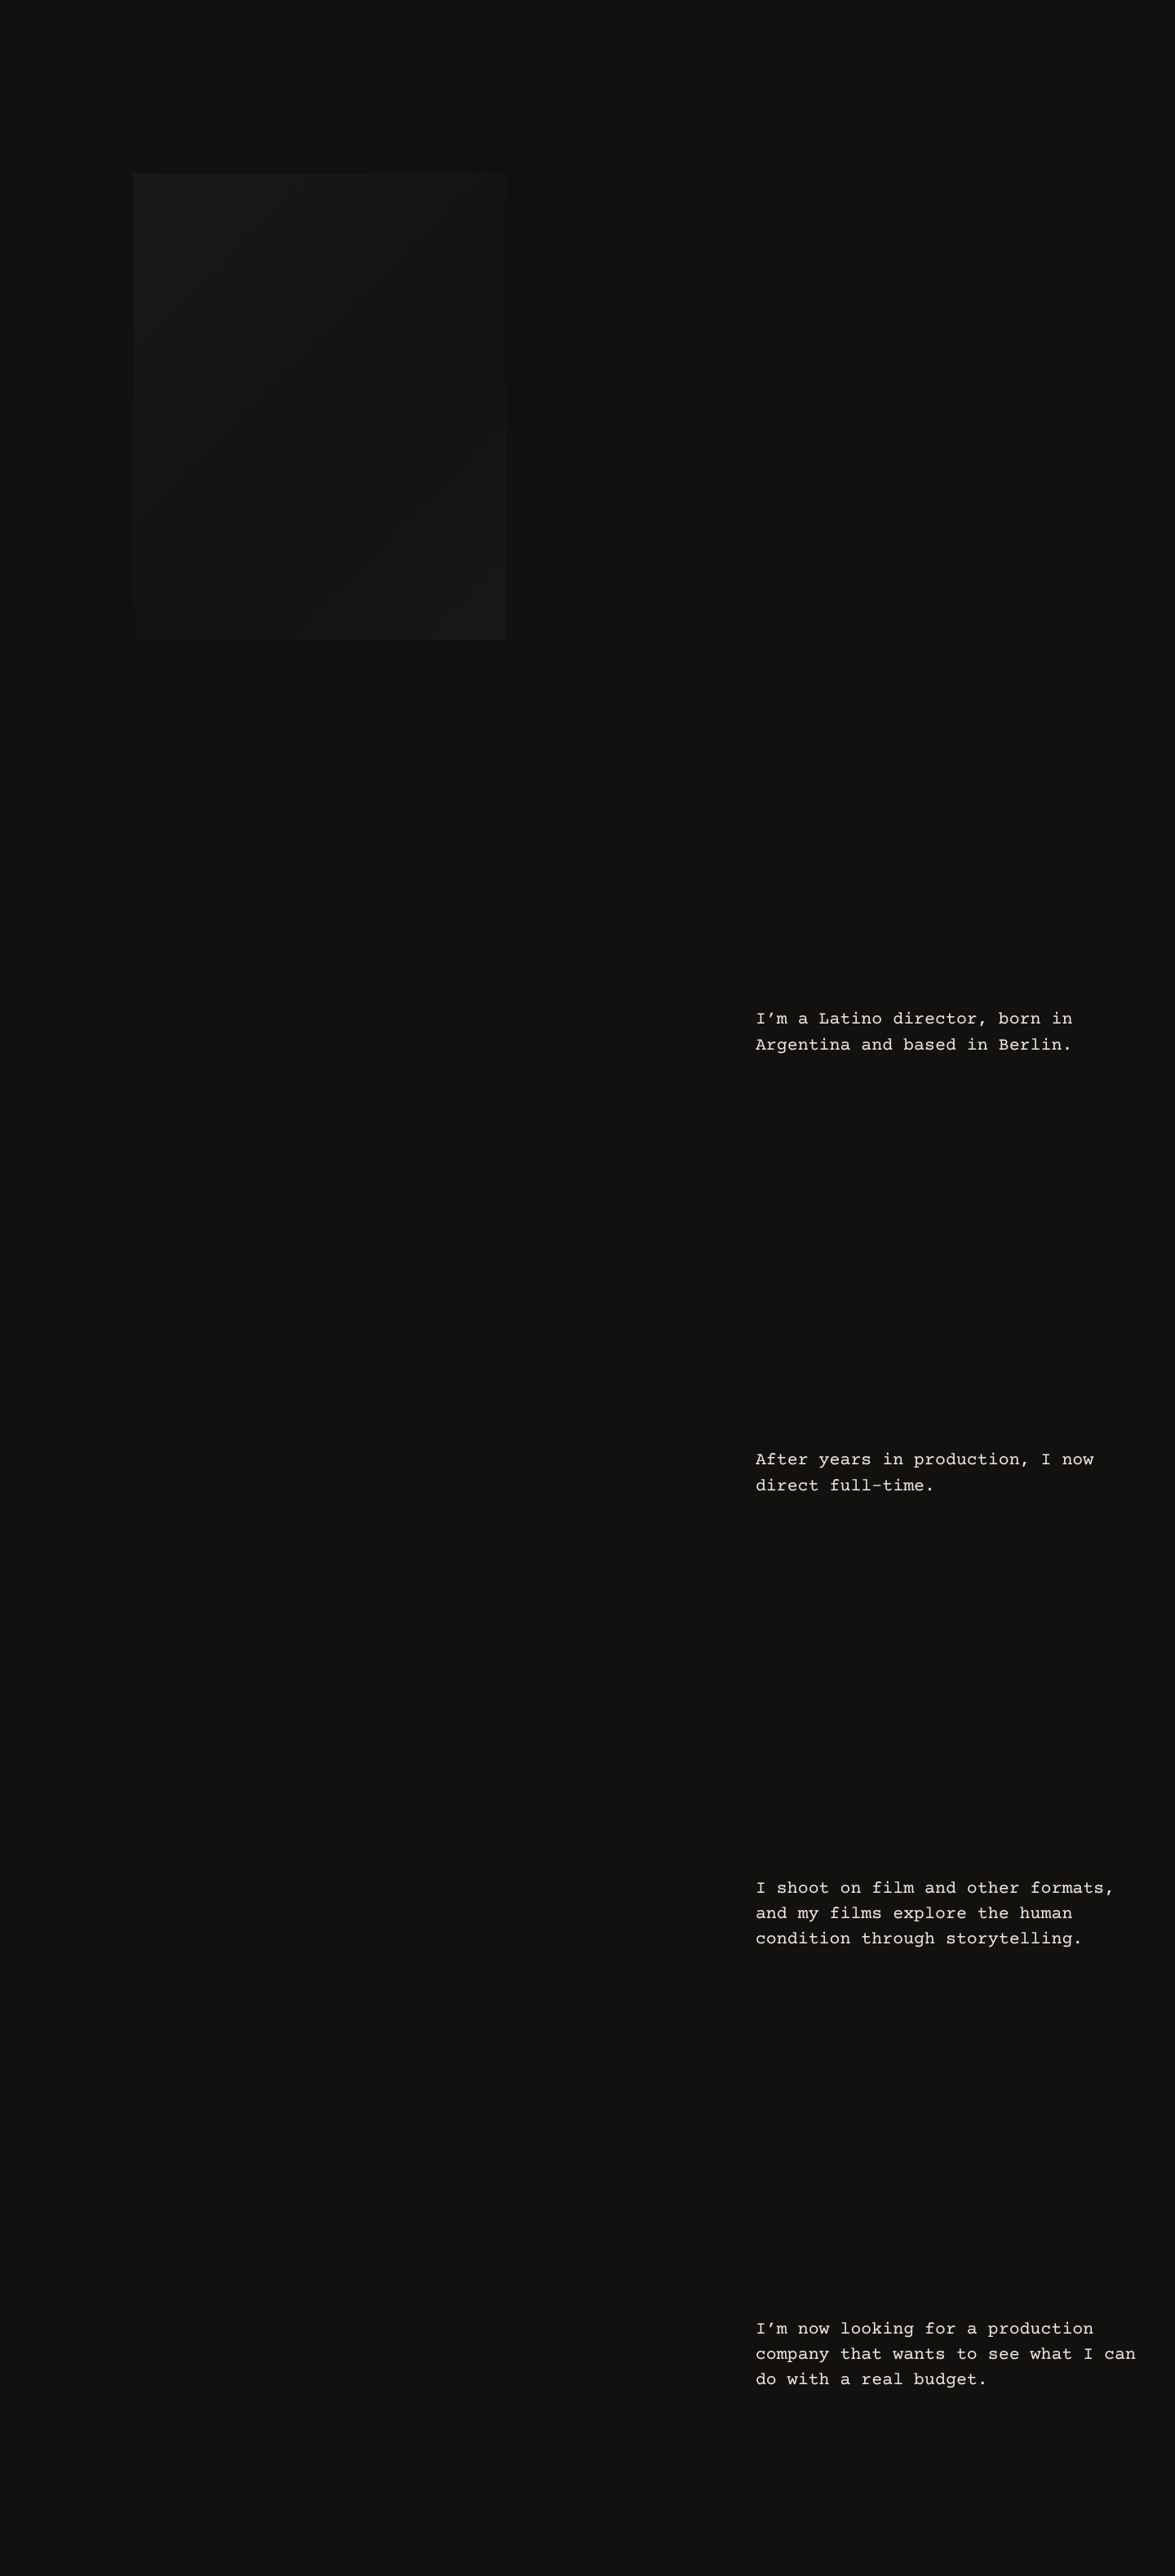 I’m a Latino director, born in
Argentina and based in Berlin.
After years in production, I now
direct full-time.
I shoot on film and other formats,
and my films explore the human
condition through storytelling.
I’m now looking for a production
company that wants to see what I can
do with a real budget.